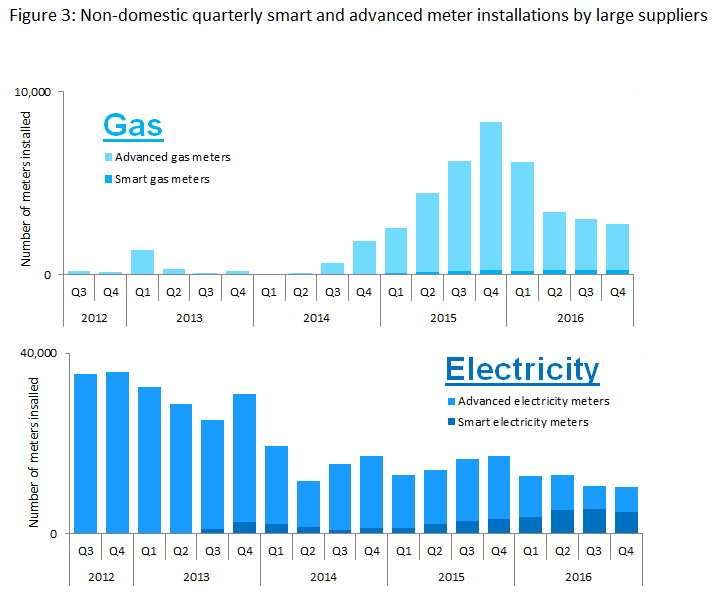 Figure 3: Non-domestic quarterly smart and advanced meter installations by large suppliers
10,000
Gas
Advanced gas meters
Smart gas meters
Number of meters installed
0
Q3 Q4 Q1 Q2 Q3 Q4 Q1 Q2 Q3 Q4 Q1 Q2 Q3 Q4 Q1 Q2 Q3 Q4
2012 2013 2014 2015 2016
40,000
Electricity
Advanced electricity meters
Smart electricity meters
Number of meters insalled
0
Q3 Q4 Q1 Q2 Q3 Q4 Q1 Q2 Q3 Q4 Q1 Q2 Q3 Q4 Q1 Q2 Q3 Q4
2012 2013 2014 2015 2016